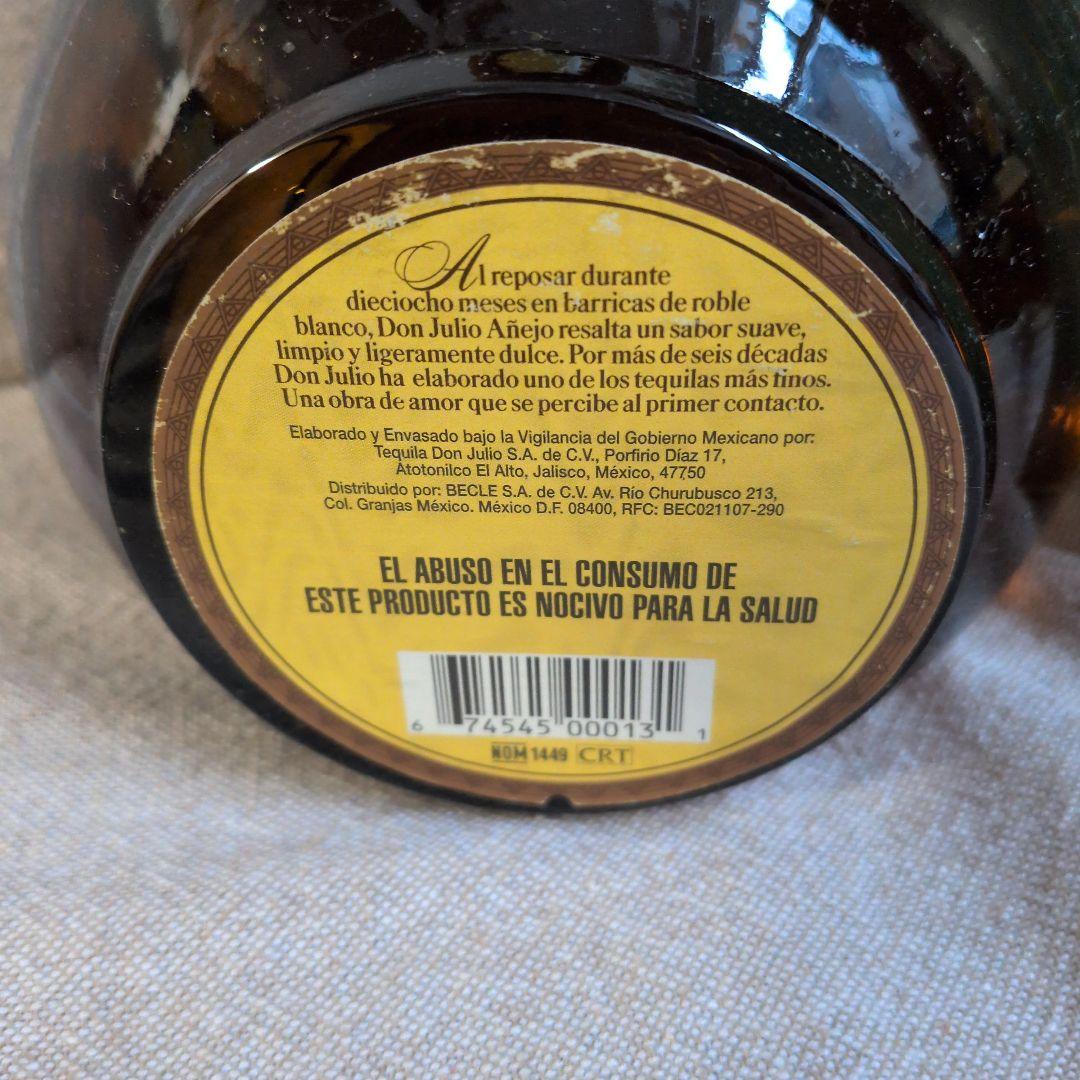 Al reposar durante
dieciocho meses en barricas de roble
blanco, Don Julio Añejo resalta un sabor suave,
limpio y ligeramente dulce. Por más de seis décadas
Don Julio ha elaborado uno de los tequilas más finos.
Una obra de amor que se percibe al primer contacto.
Elaborado y Envasado bajo la Vigilancia del Gobierno Mexicano por:
Tequila Don Julio S.A. de C.V., Porfirio Díaz 17,
Atotonilco El Alto, Jalisco, México, 47750
Distribuido por: BECLE S.A. de C.V. Av. Río Churubusco 213,
Col. Granjas México. México D.F. 08400, RFC: BEC021107-290
EL ABUSO EN EL CONSUMO DE
ESTE PRODUCTO ES NOCIVO PARA LA SALUD
6 74545 00013 1
NOM 1449 CRT